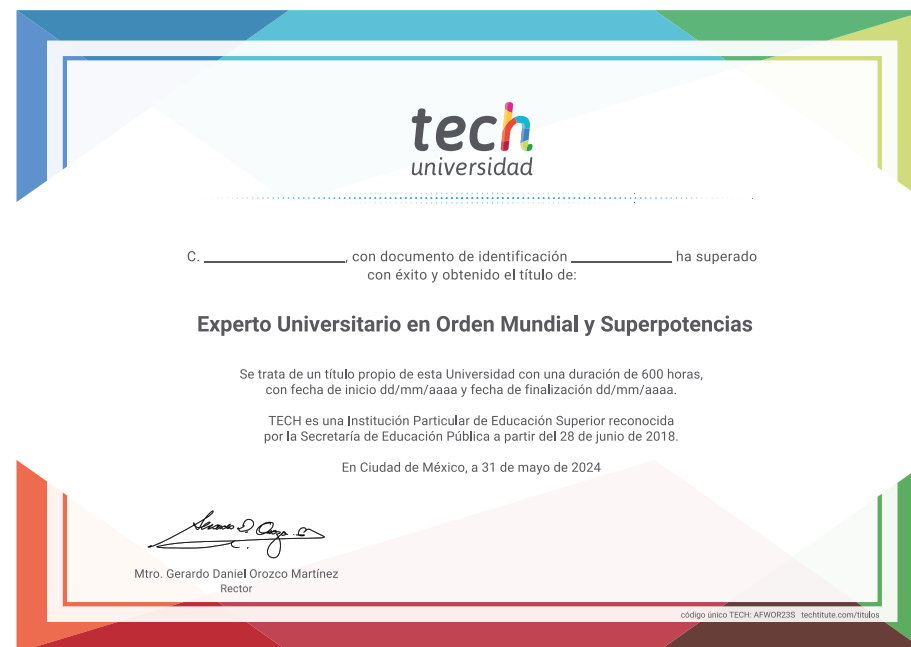 tech
universidad
C. ____________, con documento de identificación ____________ ha superado
con éxito y obtenido el título de:
Experto Universitario en Orden Mundial y Superpotencias
Se trata de un título propio de esta Universidad con una duración de 600 horas,
con fecha de inicio dd/mm/aaaa y fecha de finalización dd/mm/aaaa.
TECH es una Institución Particular de Educación Superior reconocida
por la Secretaría de Educación Pública a partir del 28 de junio de 2018.
En Ciudad de México, a 31 de mayo de 2024
Mtro. Gerardo Daniel Orozco Martínez
Rector
código único TECH: AFWOR23S techtitute.com/titulos